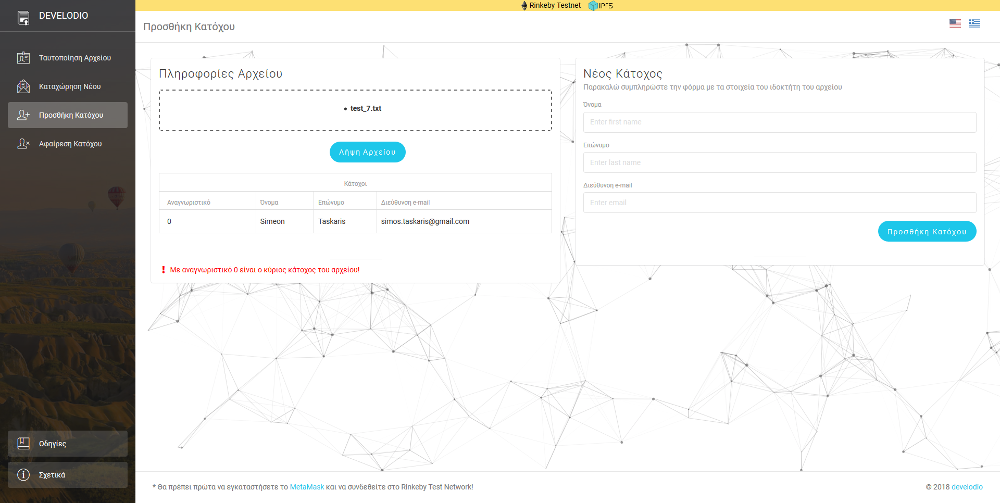 Rinkeby Testnet IPFS
DEVELODIO
Ταυτοποίηση Αρχείου
Καταχώρηση Νέου
Προσθήκη Κατόχου
Αφαίρεση Κατόχου
Οδηγίες
Σχετικά
Προσθήκη Κατόχου
Πληροφορίες Αρχείου
• test_7.txt
Λήψη Αρχείου
Κάτοχοι
Αναγνωριστικό Όνομα Επώνυμο Διεύθυνση e-mail
0 Simeon Taskaris simos.taskaris@gmail.com
Με αναγνωριστικό 0 είναι ο κύριος κάτοχος του αρχείου!
Νέος Κάτοχος
Παρακαλώ συμπληρώστε την φόρμα με τα στοιχεία του ιδοκτήτη του αρχείου
Όνομα
Enter first name
Επώνυμο
Enter last name
Διεύθυνση e-mail
Enter email
Προσθήκη Κατόχου
* Θα πρέπει πρώτα να εγκαταστήσετε το MetaMask και να συνδεθείτε στο Rinkeby Test Network!
© 2018 develodio